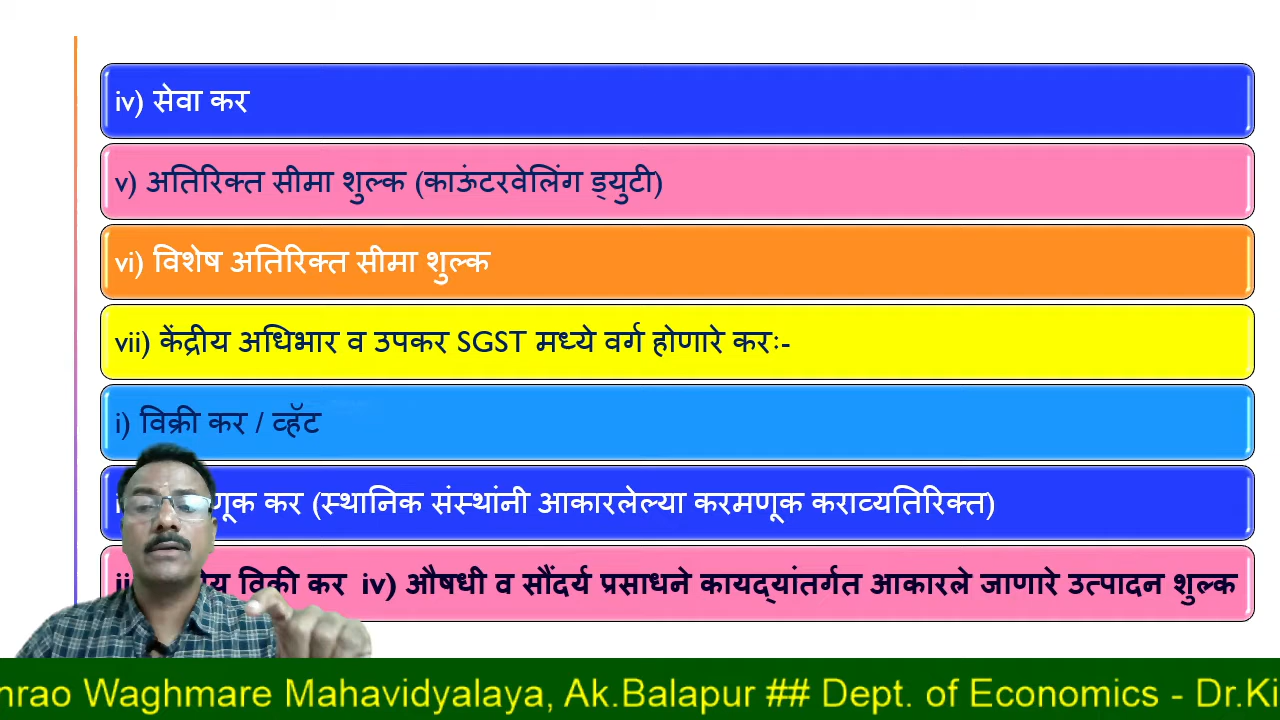 iv) सेवा कर
v) अतिरिक्त सीमा शुल्क (काऊंटरवेलिंग ड्युटी)
vi) विशेष अतिरिक्त सीमा शुल्क
vii) केंद्रीय अधिभार व उपकर SGST मध्ये वर्ग होणारे करः-
i) विक्री कर / व्हॅट
कर (स्थानिक संस्थांनी आकारलेल्या करमणूक कराव्यतिरिक्त)
विक्री कर iv) औषधी व सौंदर्य प्रसाधने कायद्यांतर्गत आकारले जाणारे उत्पादन शुल्क
Waghmare Mahavidyalaya, Ak.Balapur ## Dept. of Economics - Dr.Ki